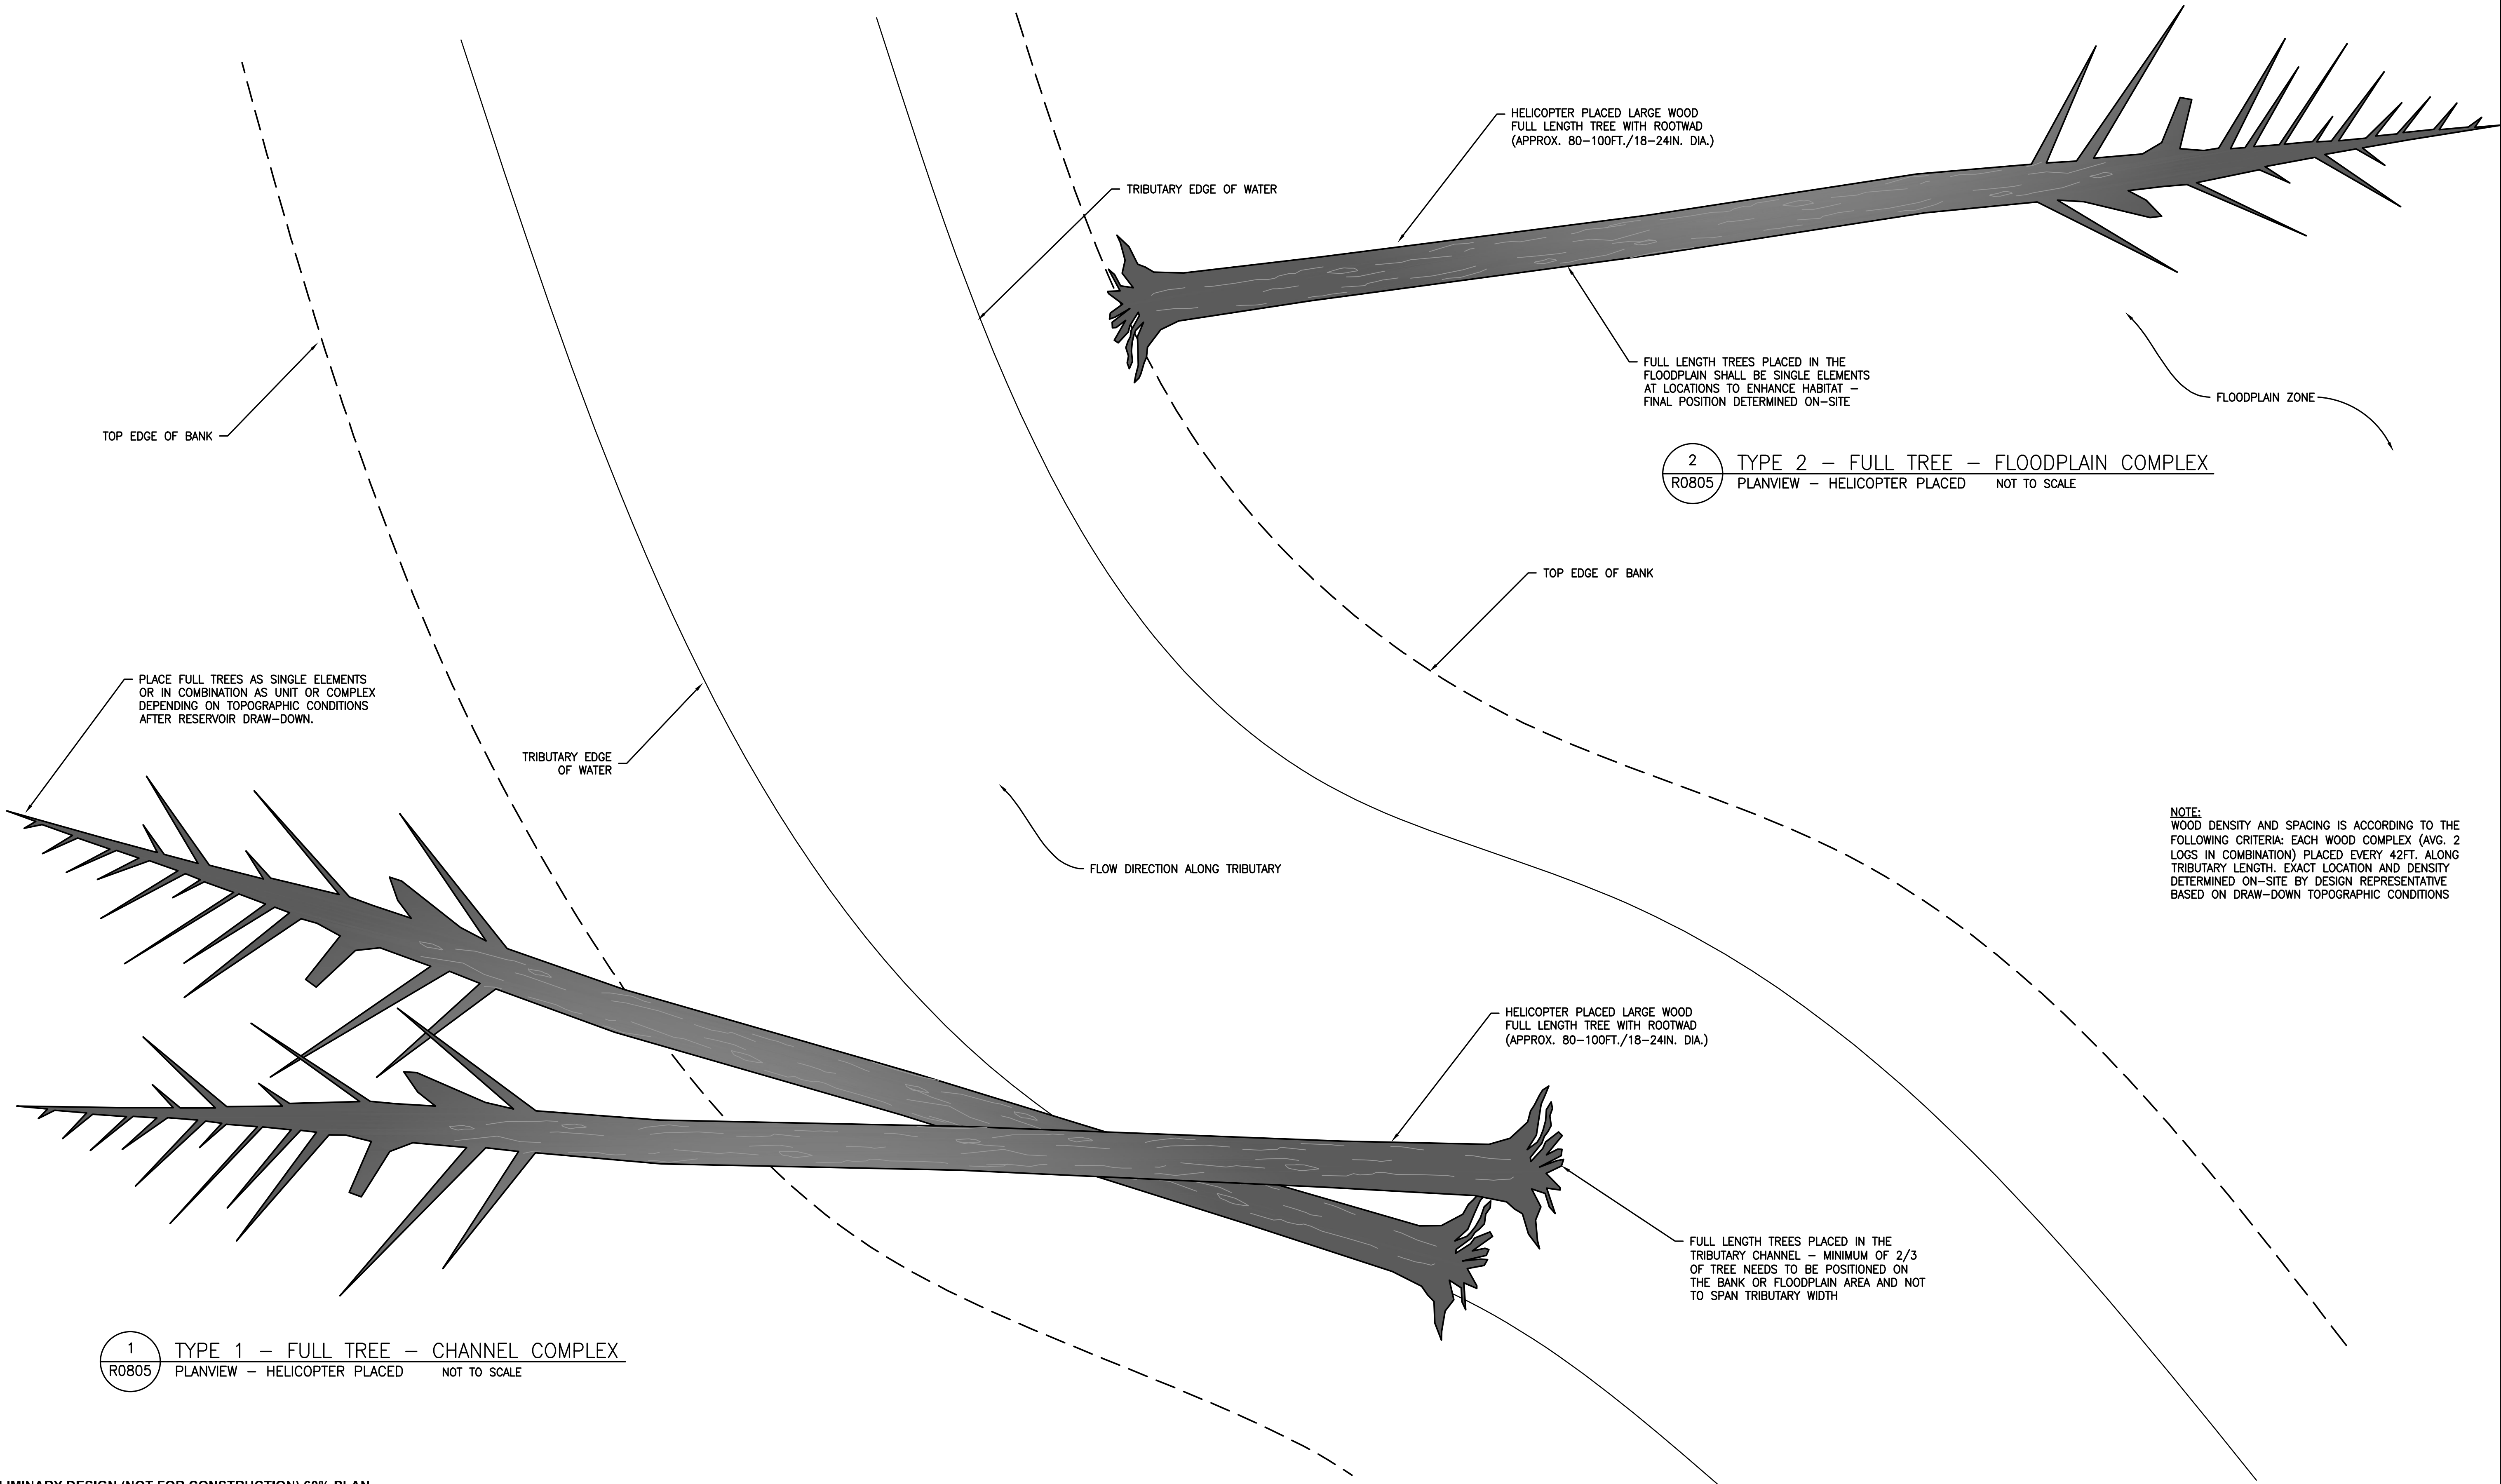 HELICOPTER PLACED LARGE WOOD
FULL LENGTH TREE WITH ROOTWAD
(APPROX. 80-100FT./18-24IN. DIA.)
TRIBUTARY EDGE OF WATER
FULL LENGTH TREES PLACED IN THE
FLOODPLAIN SHALL BE SINGLE ELEMENTS
AT LOCATIONS TO ENHANCE HABITAT -
FINAL POSITION DETERMINED ON-SITE
FLOODPLAIN ZONE
TOP EDGE OF BANK
2
R0805
TYPE 2 - FULL TREE - FLOODPLAIN COMPLEX
PLANVIEW - HELICOPTER PLACED NOT TO SCALE
TOP EDGE OF BANK
PLACE FULL TREES AS SINGLE ELEMENTS
OR IN COMBINATION AS UNIT OR COMPLEX
DEPENDING ON TOPOGRAPHIC CONDITIONS
AFTER RESERVOIR DRAW-DOWN.
TRIBUTARY EDGE
OF WATER
FLOW DIRECTION ALONG TRIBUTARY
NOTE:
WOOD DENSITY AND SPACING IS ACCORDING TO THE
FOLLOWING CRITERIA: EACH WOOD COMPLEX (AVG. 2
LOGS IN COMBINATION) PLACED EVERY 42FT. ALONG
TRIBUTARY LENGTH. EXACT LOCATION AND DENSITY
DETERMINED ON-SITE BY DESIGN REPRESENTATIVE
BASED ON DRAW-DOWN TOPOGRAPHIC CONDITIONS
HELICOPTER PLACED LARGE WOOD
FULL LENGTH TREE WITH ROOTWAD
(APPROX. 80-100FT./18-24IN. DIA.)
FULL LENGTH TREES PLACED IN THE
TRIBUTARY CHANNEL - MINIMUM OF 2/3
OF TREE NEEDS TO BE POSITIONED ON
THE BANK OR FLOODPLAIN AREA AND NOT
TO SPAN TRIBUTARY WIDTH
1
R0805
TYPE 1 - FULL TREE - CHANNEL COMPLEX
PLANVIEW - HELICOPTER PLACED NOT TO SCALE
LIMINARY DESIGN (NOT FOR CONSTRUCTION) 60% PLAN